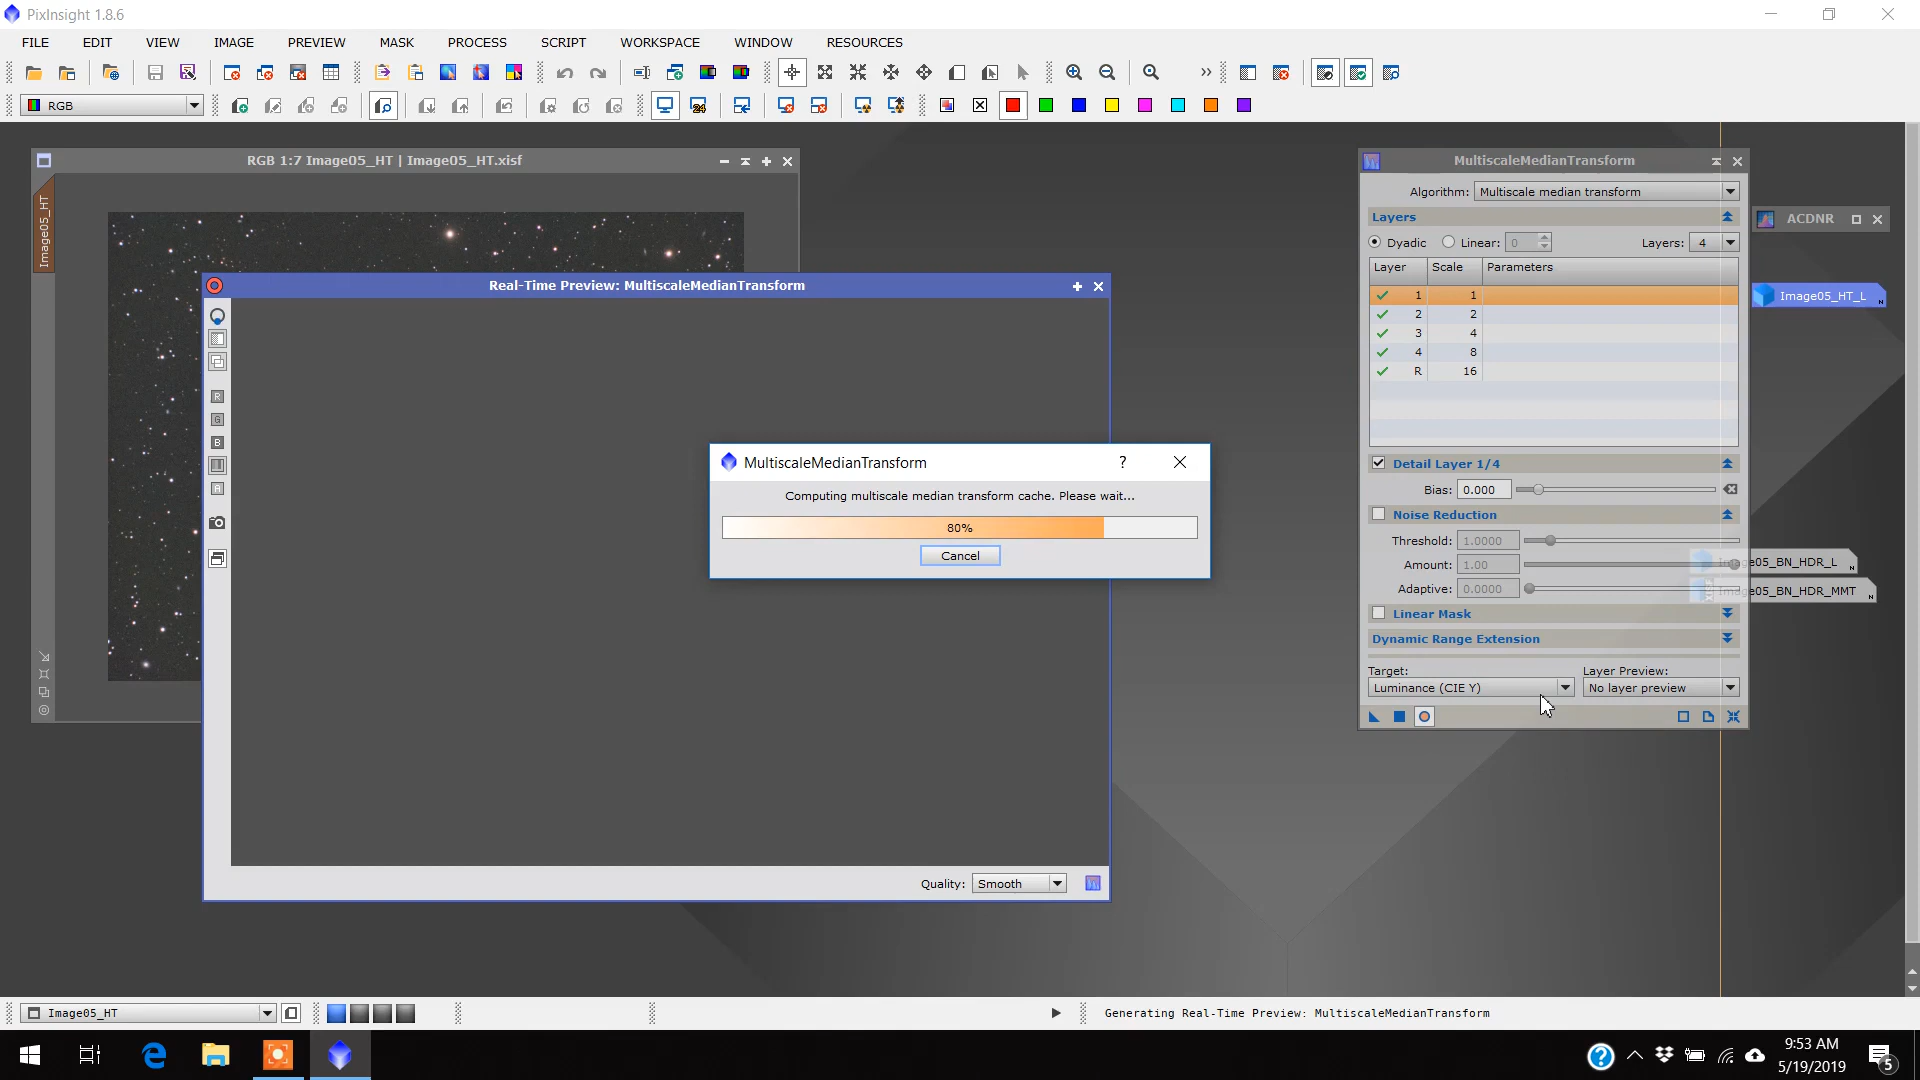 PixInsight 1.8.6
FILE EDIT VIEW IMAGE PREVIEW MASK PROCESS SCRIPT WORKSPACE WINDOW RESOURCES
RGB
24
RGB 1:7 Image05_HT | Image05_HT.xisf
Image05_HT
Real-Time Preview: MultiscaleMedianTransform
R
G
B
A
Quality: Smooth
MultiscaleMedianTransform
?
Computing multiscale median transform cache. Please wait...
80%
Cancel
MultiscaleMedianTransform
Algorithm: Multiscale median transform
Layers
Dyadic Linear: 0 Layers: 4
Layer Scale Parameters
1 1
2 2
3 4
4 8
R 16
Detail Layer 1/4
Bias: 0.000
Noise Reduction
Threshold: 1.0000
Amount: 1.00
Adaptive: 0.0000
Linear Mask
Dynamic Range Extension
Target: Layer Preview:
Luminance (CIE Y) No layer preview
ACDNR
Image05_HT_L
N
Image05_BN_HDR_L
N
Image05_BN_HDR_MMT
N
Image05_HT
Generating Real-Time Preview: MultiscaleMedianTransform
9:53 AM
5/19/2019
5